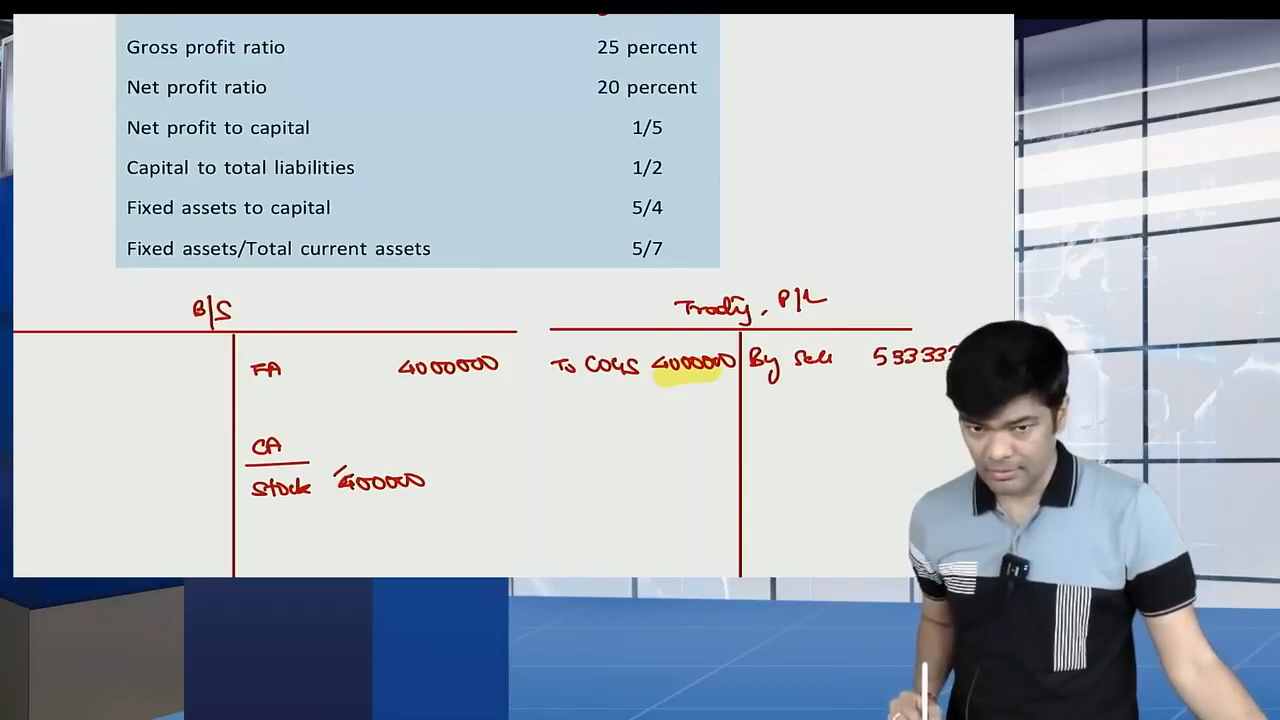 Gross profit ratio 25 percent
Net profit ratio 20 percent
Net profit to capital 1/5
Capital to total liabilities 1/2
Fixed assets to capital 5/4
Fixed assets/Total current assets 5/7
B/S
Trading, P/L
FA 4000000
To COGS 4000000 By Sale 533333
CA
Stock 400000